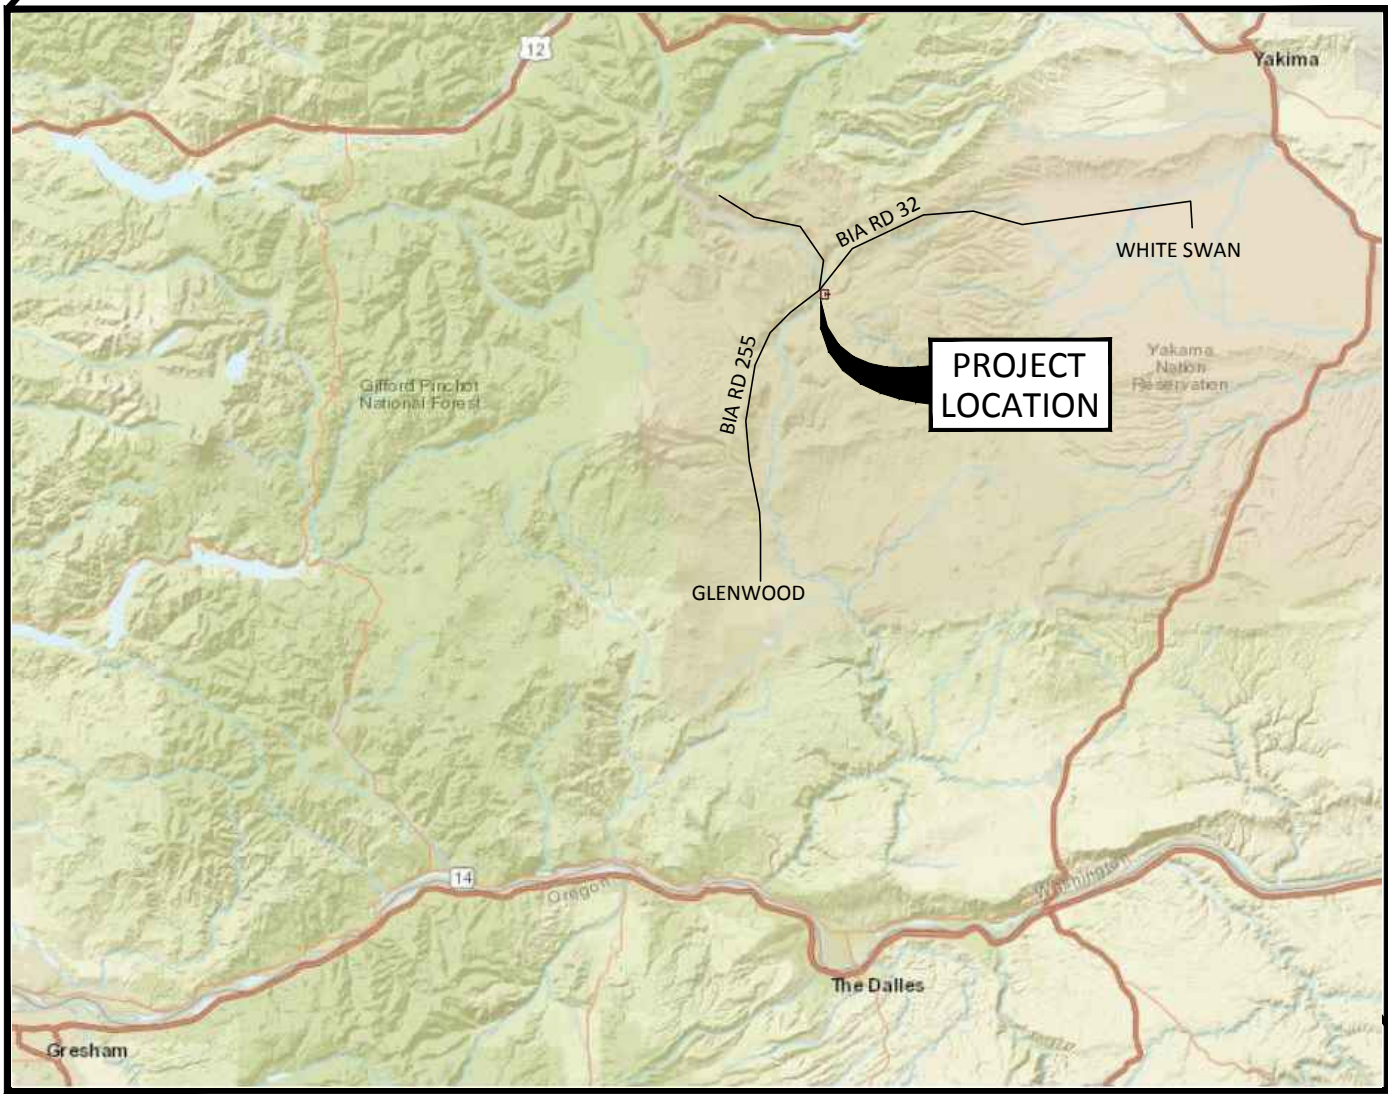 12
Yakima
BIA RD 32
WHITE SWAN
PROJECT
LOCATION
Yakama
Nation
Reservation
BIA RD 255
Gifford Pinchot
National Forest
GLENWOOD
14
Oregon
Washington
The Dalles
Gresham